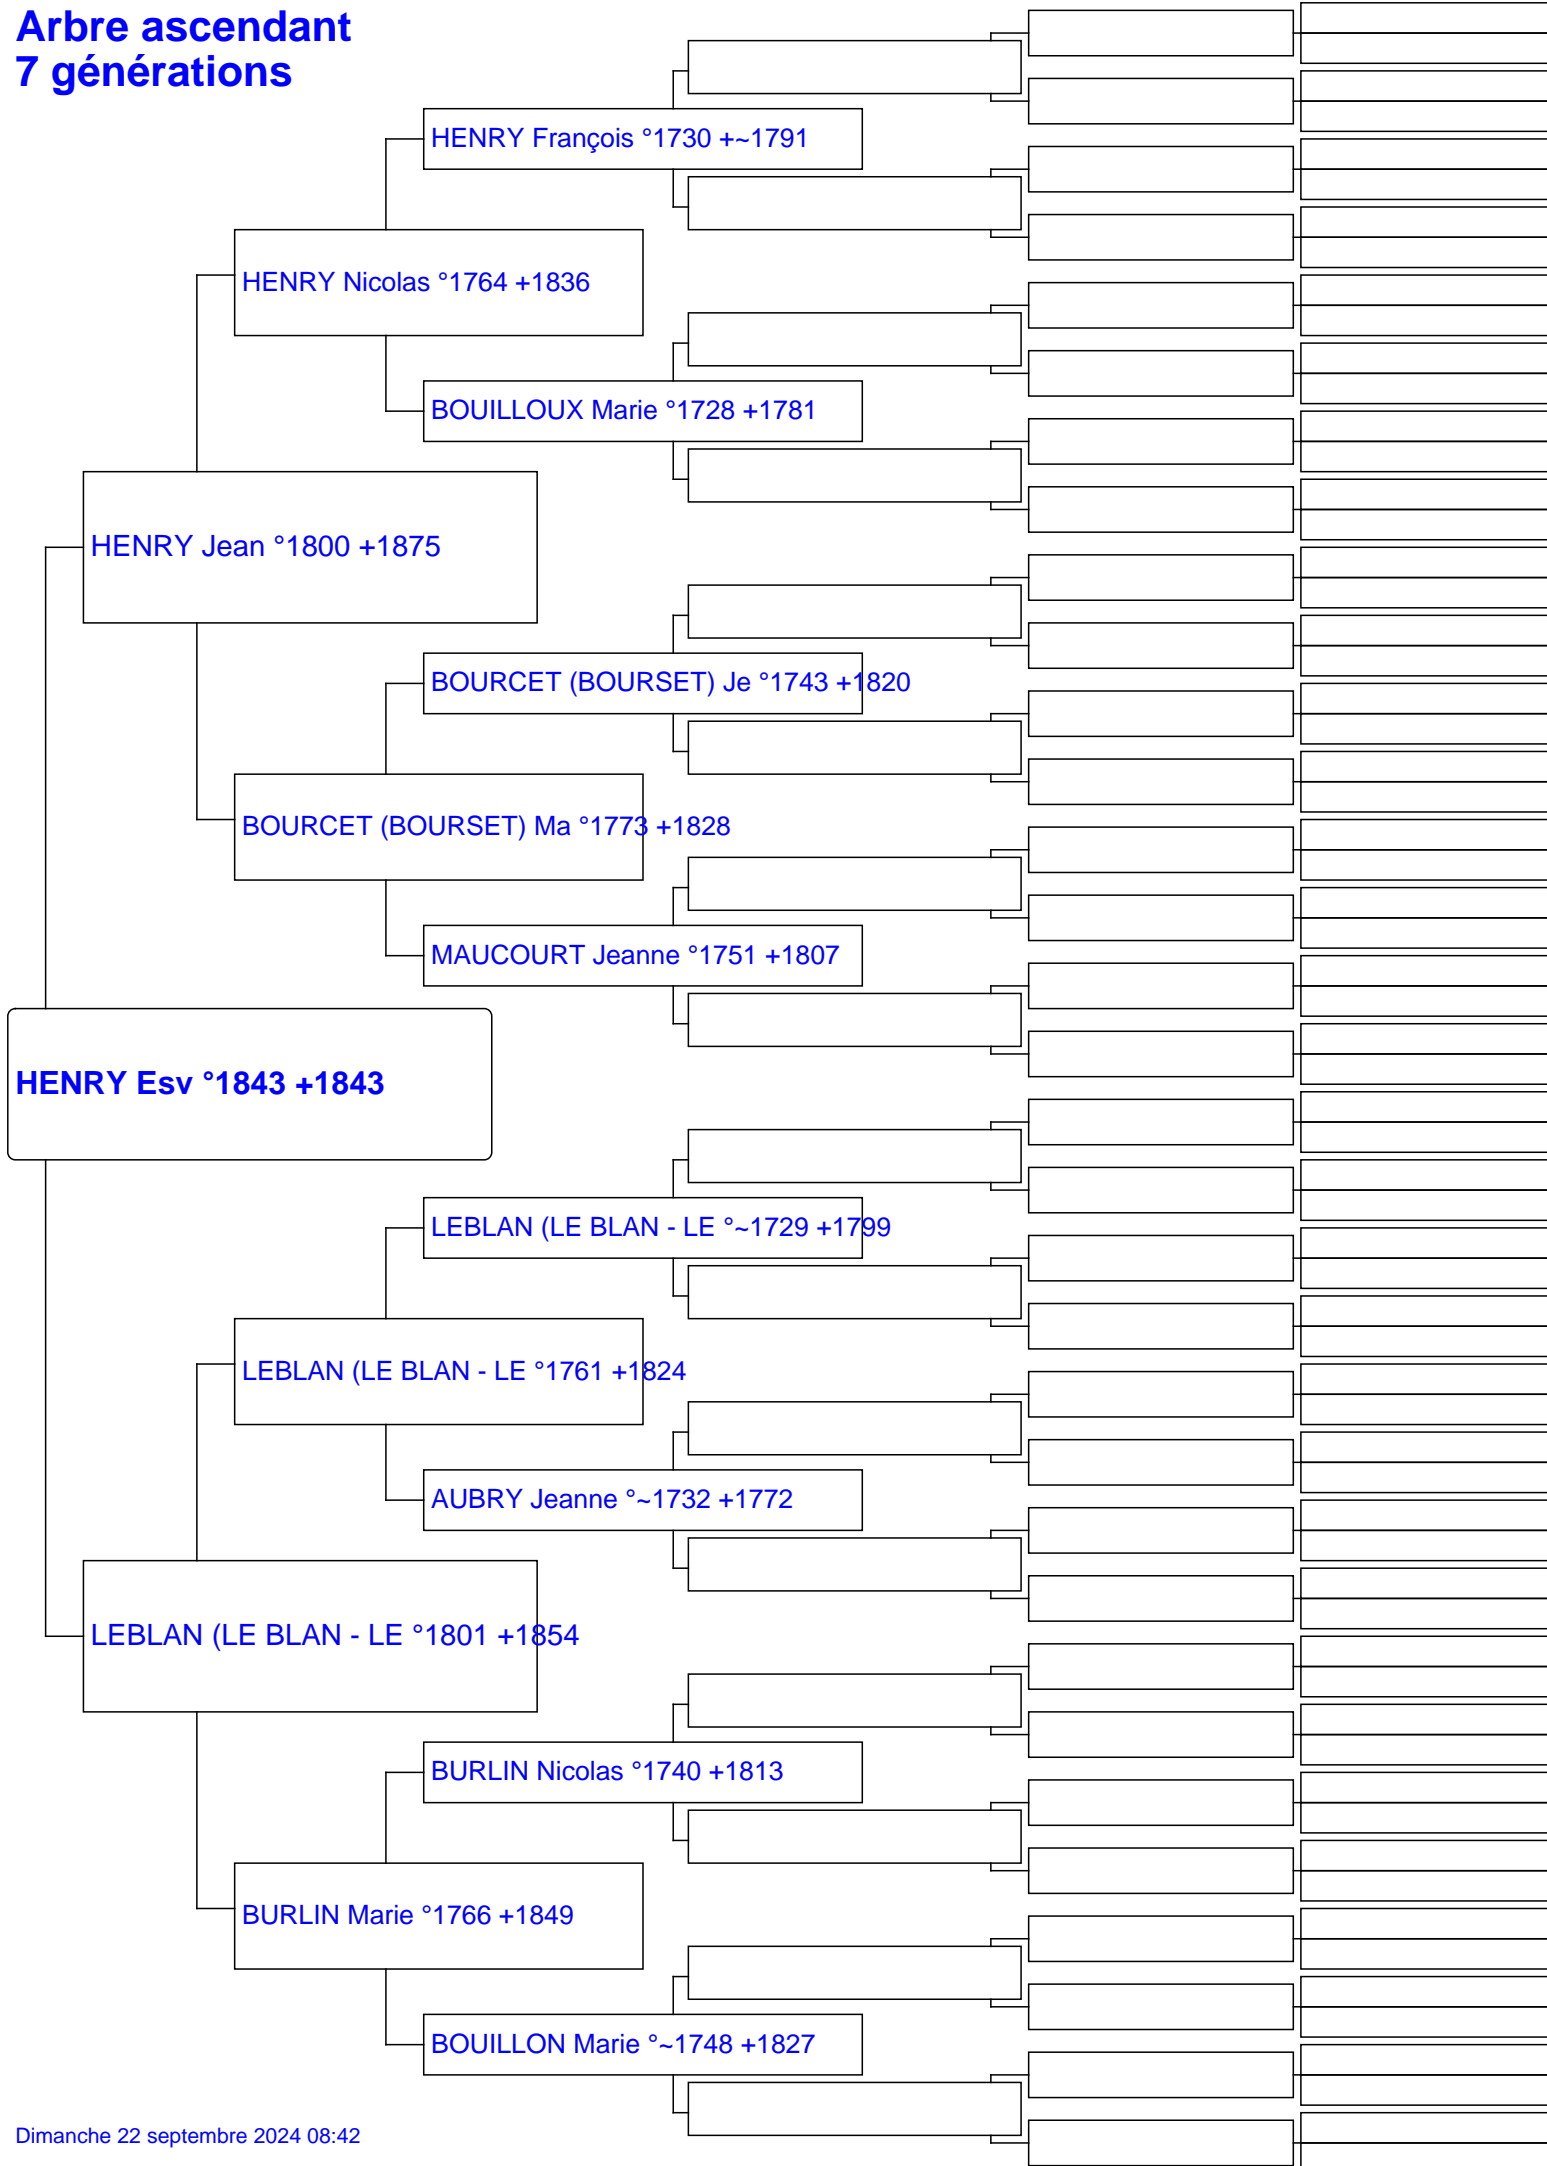 Arbre ascendant
7 générations
HENRY François °1730 +~1791
HENRY Nicolas °1764 +1836
BOUILLOUX Marie °1728 +1781
HENRY Jean °1800 +1875
BOURCET (BOURSET) Je °1743 +1820
BOURCET (BOURSET) Ma °1773 +1828
MAUCOURT Jeanne °1751 +1807
HENRY Esv °1843 +1843
LEBLAN (LE BLAN - LE °~1729 +1799
LEBLAN (LE BLAN - LE °1761 +1824
AUBRY Jeanne °~1732 +1772
LEBLAN (LE BLAN - LE °1801 +1854
BURLIN Nicolas °1740 +1813
BURLIN Marie °1766 +1849
BOUILLON Marie °~1748 +1827
Dimanche 22 septembre 2024 08:42